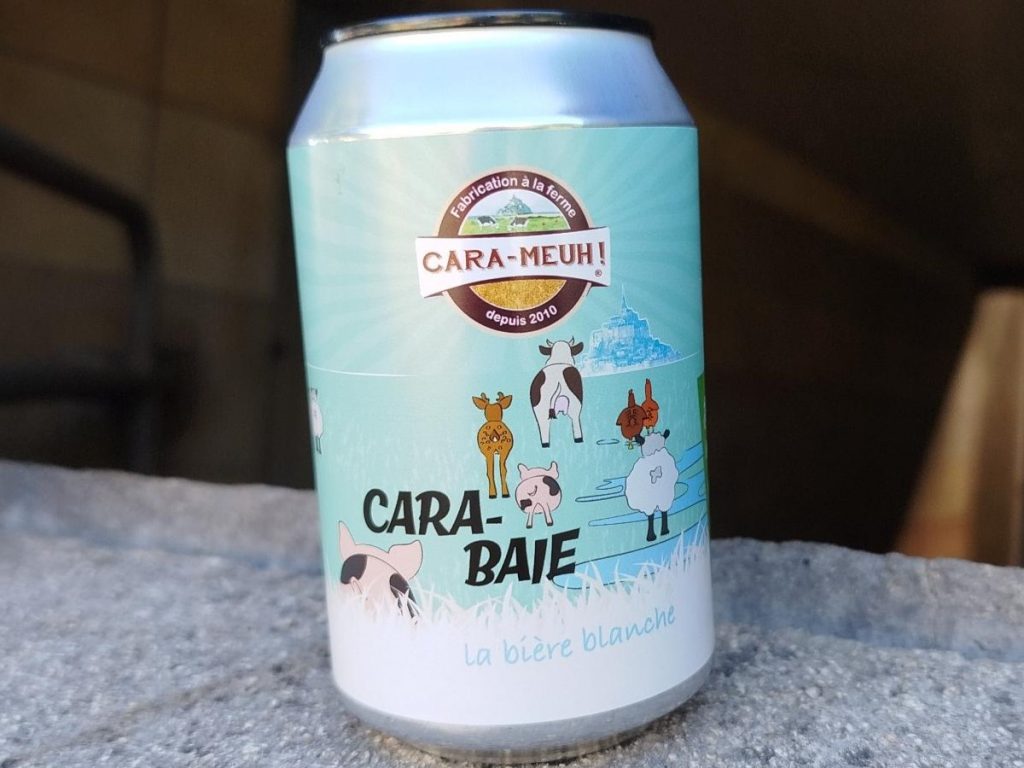 Fabrication à la ferme
CARA-MEUH!
®
depuis 2010
CARA-
BAIE
la bière blanche